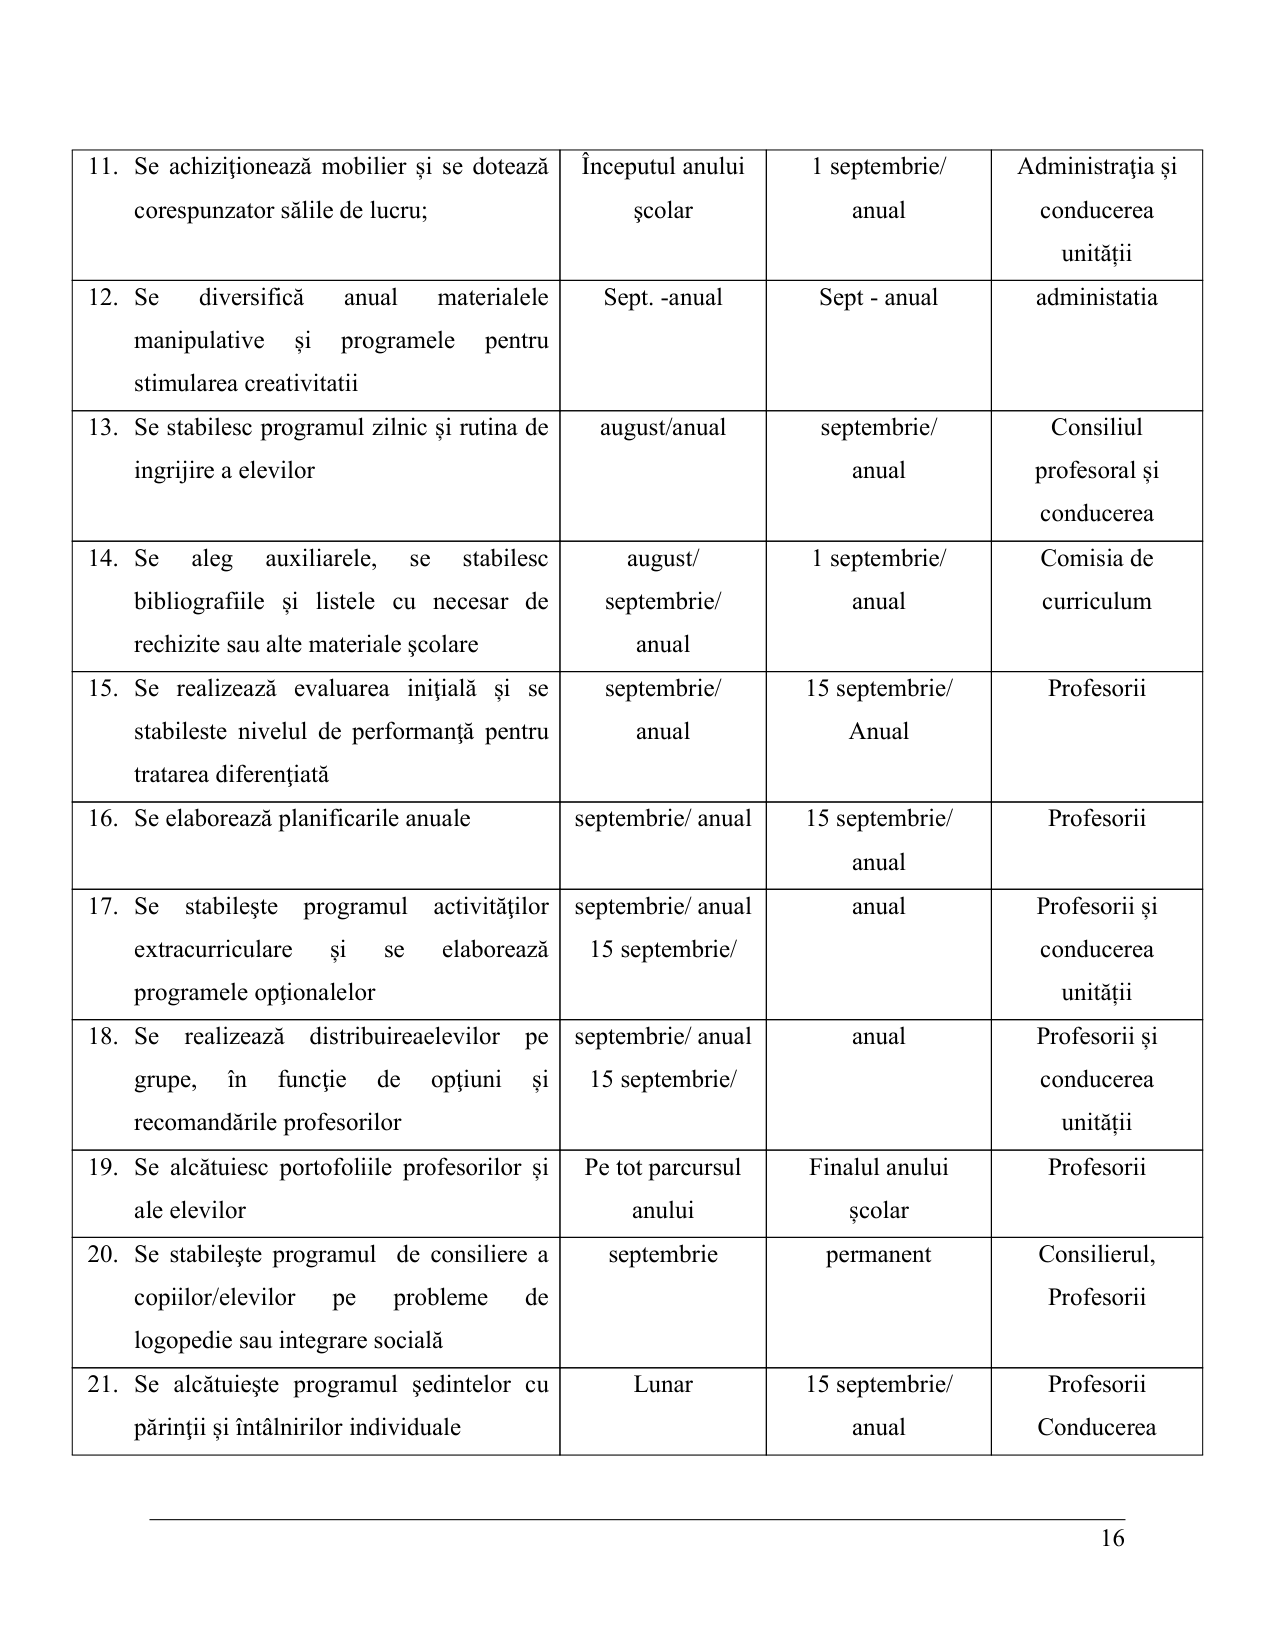 11. Se achiziţionează mobilier și se dotează
corespunzator sălile de lucru;
Începutul anului
şcolar
1 septembrie/
anual
Administraţia și
conducerea
unității
12. Se diversifică anual materialele
manipulative și programele pentru
stimularea creativitatii
Sept. -anual
Sept - anual
administatia
13. Se stabilesc programul zilnic și rutina de
ingrijire a elevilor
august/anual
septembrie/
anual
Consiliul
profesoral și
conducerea
14. Se aleg auxiliarele, se stabilesc
bibliografiile și listele cu necesar de
rechizite sau alte materiale şcolare
august/
septembrie/
anual
1 septembrie/
anual
Comisia de
curriculum
15. Se realizează evaluarea iniţială și se
stabileste nivelul de performanţă pentru
tratarea diferenţiată
septembrie/
anual
15 septembrie/
Anual
Profesorii
16. Se elaborează planificarile anuale
septembrie/ anual
15 septembrie/
anual
Profesorii
17. Se stabileşte programul activităţilor
extracurriculare și se elaborează
programele opţionalelor
septembrie/ anual
15 septembrie/
anual
Profesorii și
conducerea
unității
18. Se realizează distribuireaelevilor pe
grupe, în funcţie de opţiuni și
recomandările profesorilor
septembrie/ anual
15 septembrie/
anual
Profesorii și
conducerea
unității
19. Se alcătuiesc portofoliile profesorilor și
ale elevilor
Pe tot parcursul
anului
Finalul anului
școlar
Profesorii
20. Se stabileşte programul de consiliere a
copiilor/elevilor pe probleme de
logopedie sau integrare socială
septembrie
permanent
Consilierul,
Profesorii
21. Se alcătuieşte programul şedintelor cu
părinţii și întâlnirilor individuale
Lunar
15 septembrie/
anual
Profesorii
Conducerea
16